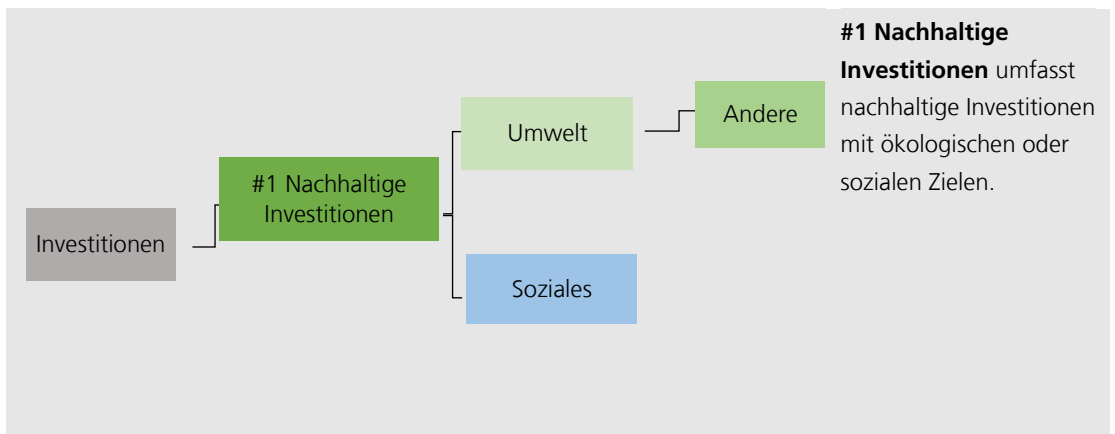 Investitionen
#1 Nachhaltige
Investitionen
Umwelt
Andere
Soziales
#1 Nachhaltige
Investitionen umfasst
nachhaltige Investitionen
mit ökologischen oder
sozialen Zielen.